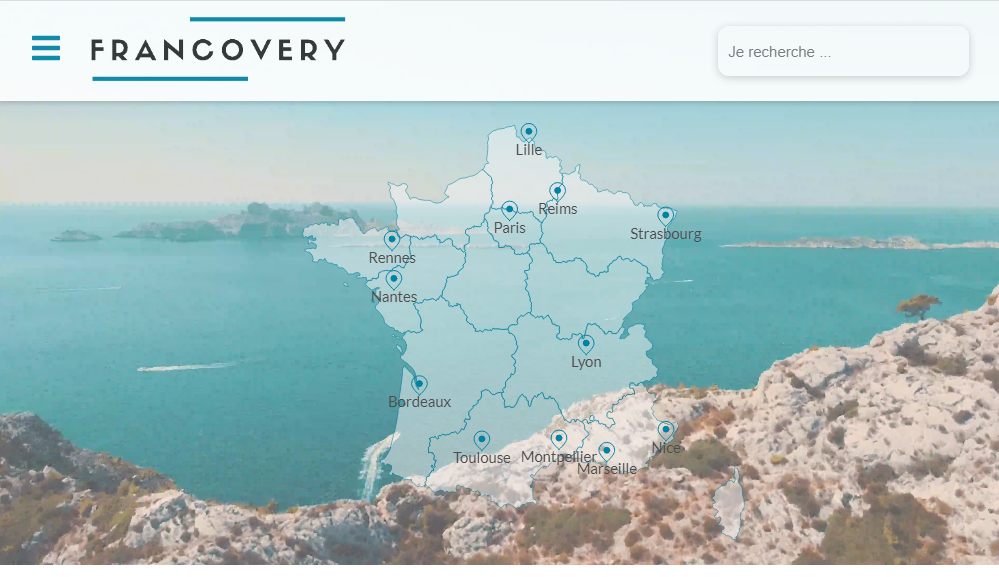 FRANCOVERY
Je recherche ...
Lille
Reims
Paris
Strasbourg
Rennes
Nantes
Lyon
Bordeaux
Nice
Toulouse
Montpellier
Marseille